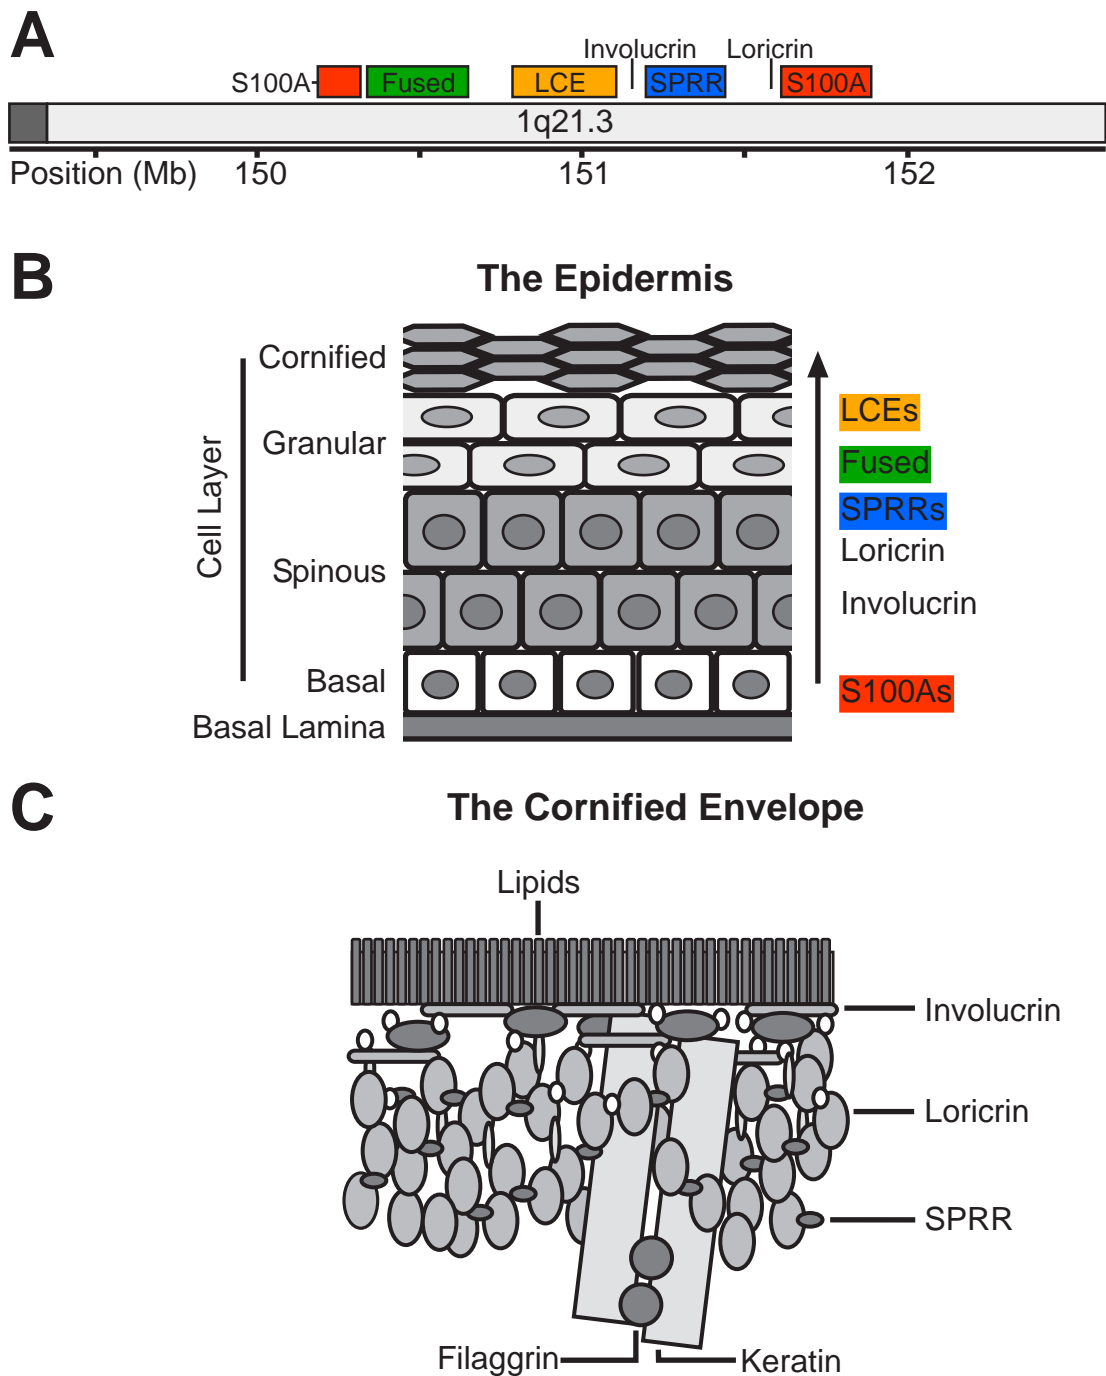 A
Involucrin Loricrin
S100A Fused LCE SPRR S100A
1q21.3
Position (Mb) 150 151 152
B
The Epidermis
Cell Layer
Cornified
Granular
Spinous
Basal
Basal Lamina
LCEs
Fused
SPRRs
Loricrin
Involucrin
S100As
C
The Cornified Envelope
Lipids
Involucrin
Loricrin
SPRR
Filaggrin Keratin